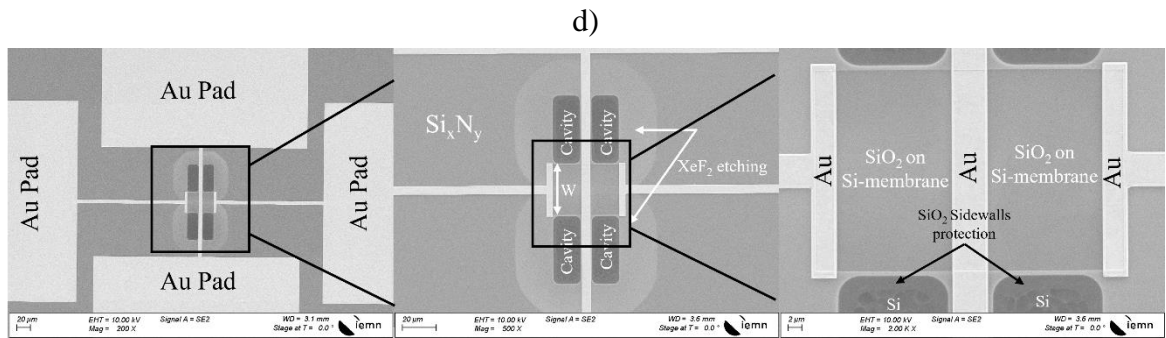 d)
Au Pad
Au Pad
Au Pad
Au Pad
20 µm
EHT = 10.00 kV
Mag = 200 X
Signal A = SE2
WD = 3.1 mm
Stage at T = 0.0°
iemn
SixNy
Cavity
Cavity
W
XeF2 etching
Cavity
Cavity
20 µm
EHT = 10.00 kV
Mag = 500 X
Signal A = SE2
WD = 3.6 mm
Stage at T = 0.0°
iemn
Au
SiO2 on
Si-membrane
Au
SiO2 on
Si-membrane
Au
SiO2 Sidewalls
protection
Si
Si
2 µm
EHT = 10.00 kV
Mag = 2.00 K X
Signal A = SE2
WD = 3.6 mm
Stage at T = 0.0°
iemn